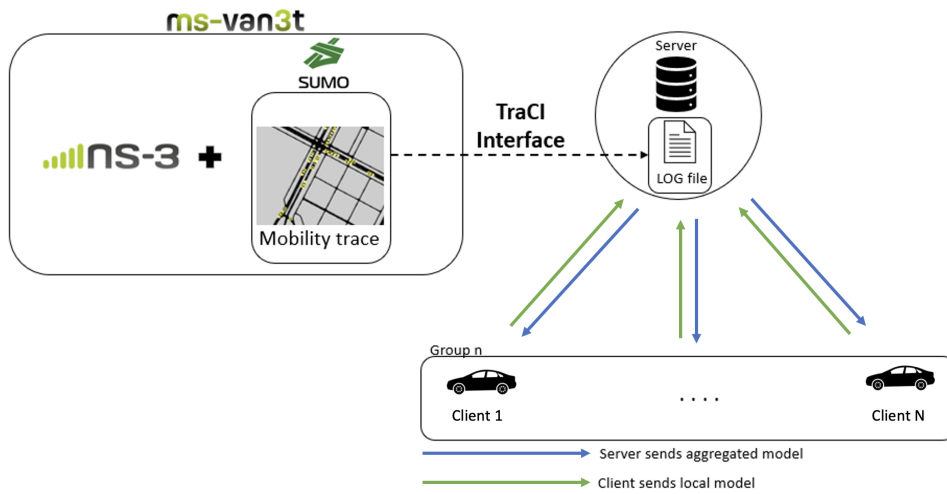 ms-van3t
SUMO
ns-3 +
Mobility trace
TraCI
Interface
Server
LOG file
Group n
Client 1
. . . .
Client N
Server sends aggregated model
Client sends local model